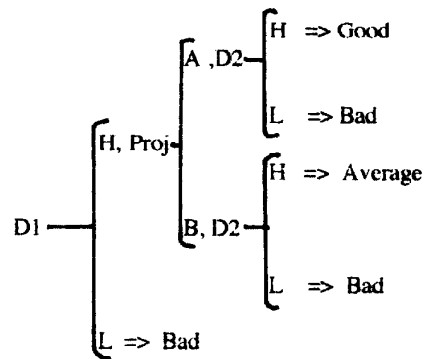 H => Good
A ,D2
L => Bad
H, Proj
H => Average
D1
B, D2
L => Bad
L => Bad